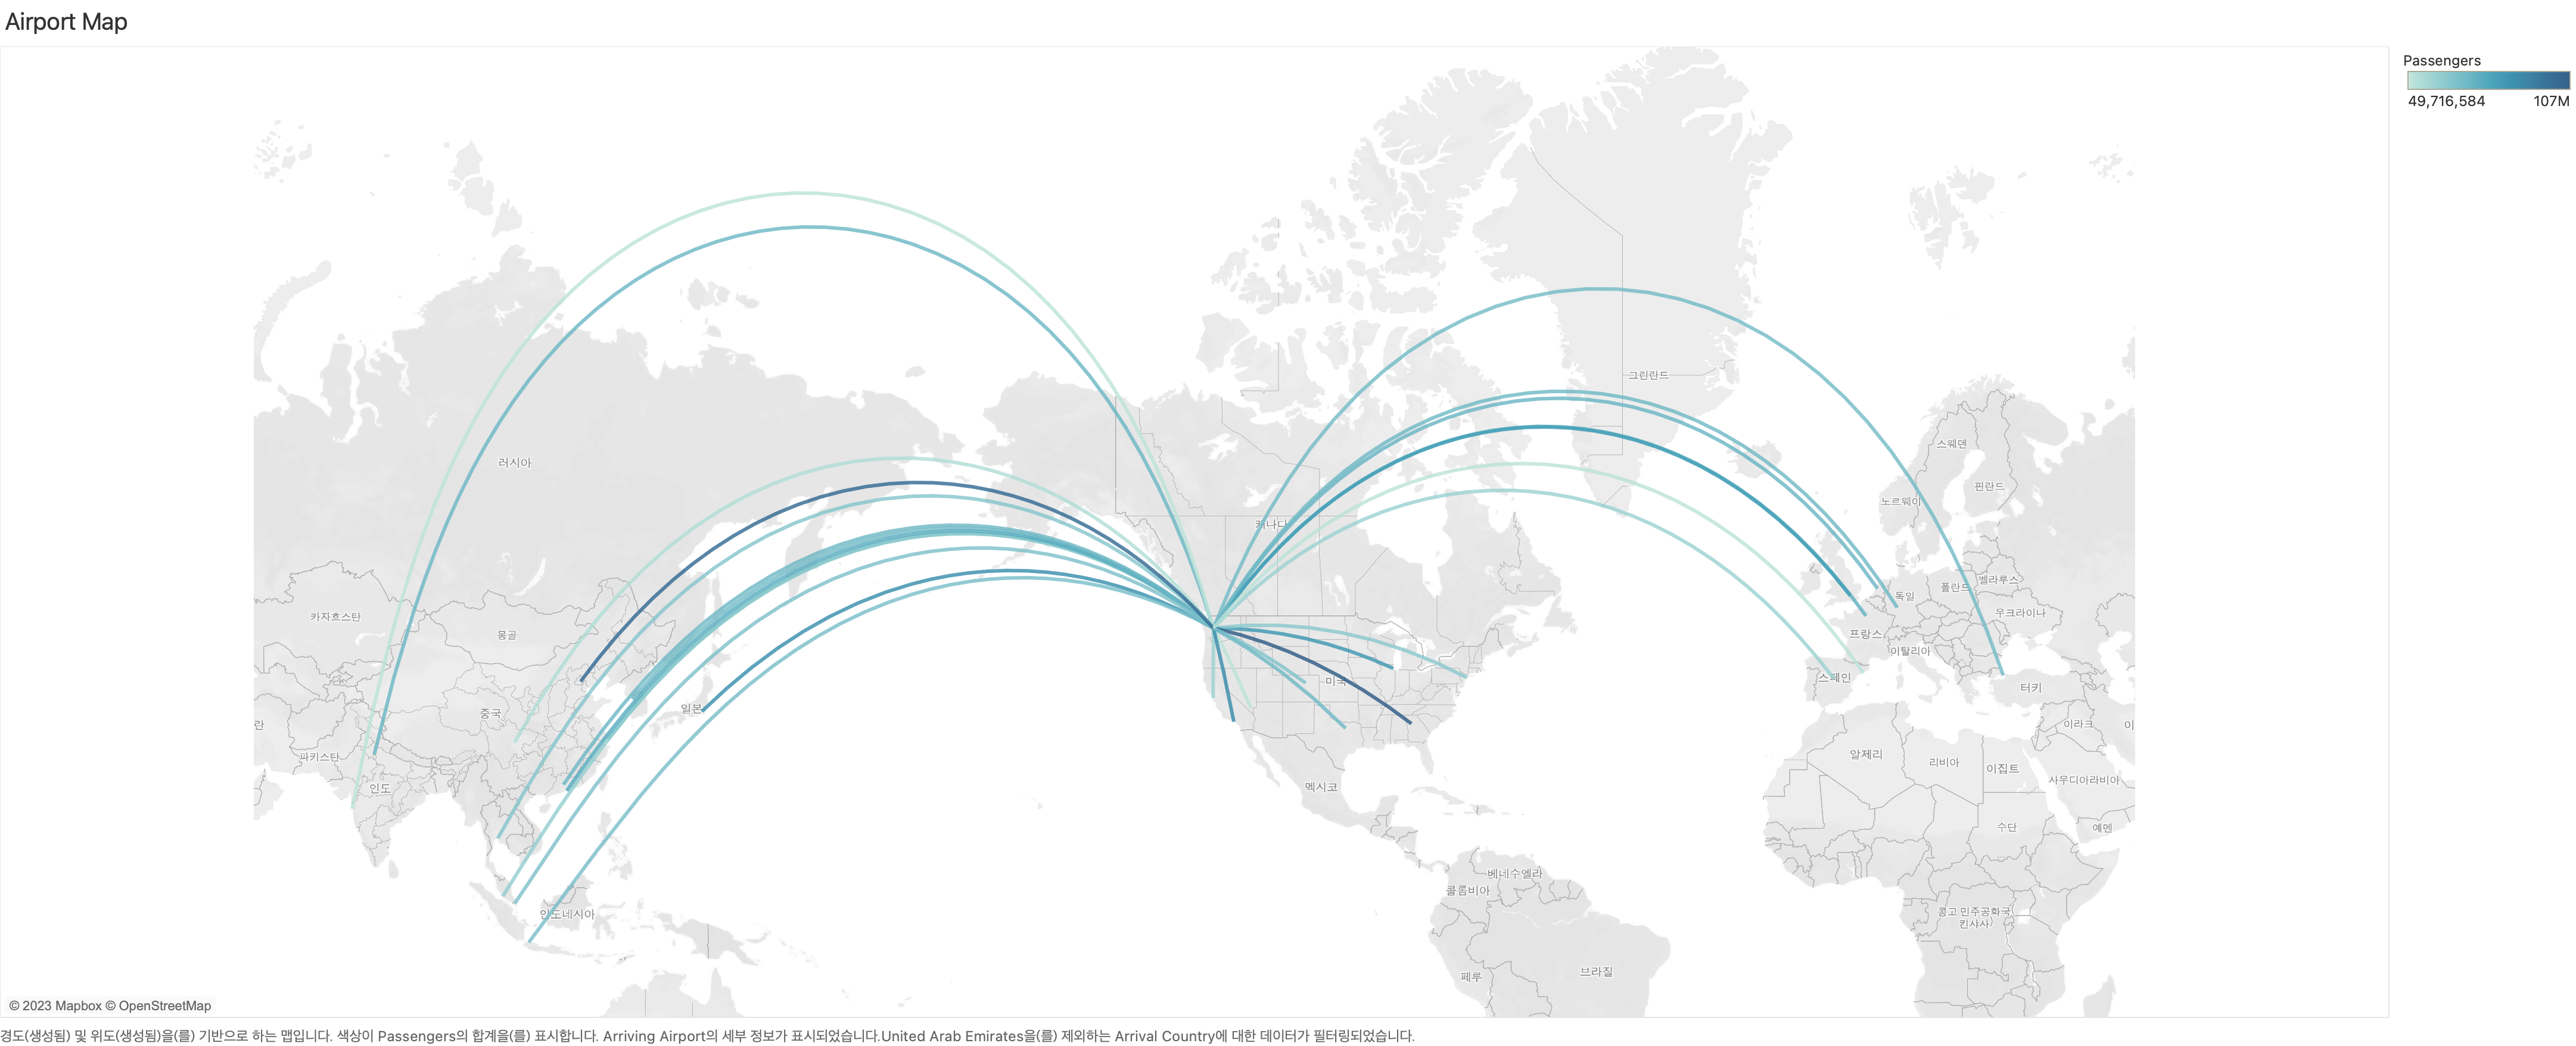 Airport Map
Passengers
49,716,584
107M
그린란드
스웨덴
러시아
핀란드
노르웨이
캐나다
벨라루스
폴란드
독일
카자흐스탄
우크라이나
몽골
프랑스
이탈리아
스페인
미국
터키
일본
중국
란
이라크
이
파키스탄
알제리
리비아
이집트
사우디아라비아
인도
멕시코
수단
예멘
베네수엘라
콜롬비아
인도네시아
콩고 민주공화국
킨샤사
브라질
페루
© 2023 Mapbox © OpenStreetMap
경도(생성됨) 및 위도(생성됨)을(를) 기반으로 하는 맵입니다. 색상이 Passengers의 합계을(를) 표시합니다. Arriving Airport의 세부 정보가 표시되었습니다.United Arab Emirates을(를) 제외하는 Arrival Country에 대한 데이터가 필터링되었습니다.